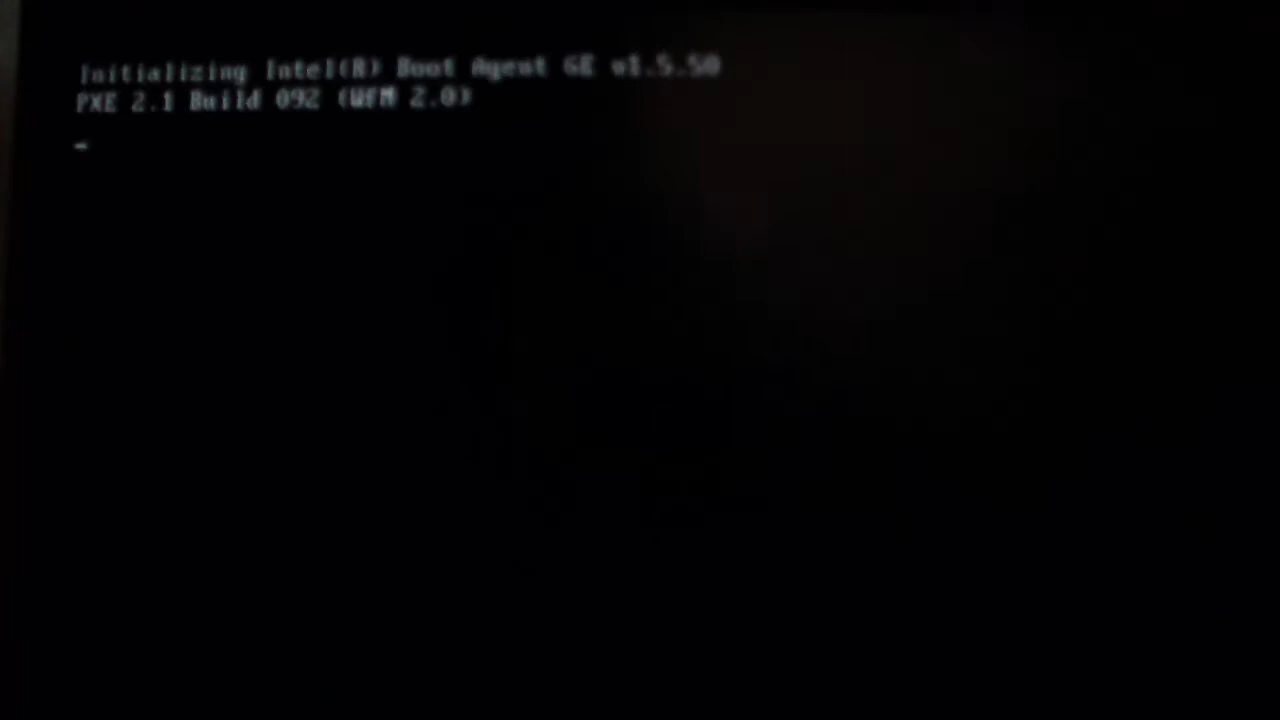 Initializing Intel(R) Boot Agent GE v1.5.50
PXE 2.1 Build 092 (WfM 2.0)